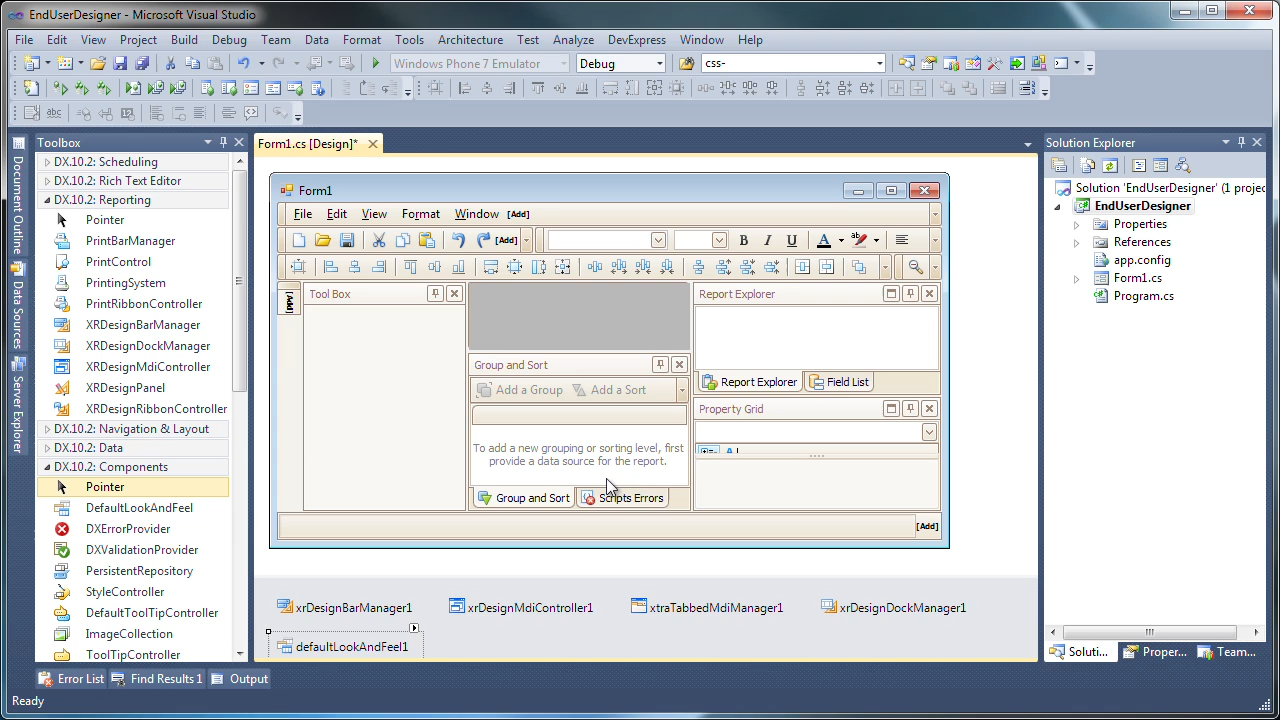 EndUserDesigner - Microsoft Visual Studio
File Edit View Project Build Debug Team Data Format Tools Architecture Test Analyze DevExpress Window Help
Windows Phone 7 Emulator Debug css-
Document Outline
Data Sources
Server Explorer
Toolbox
DX.10.2: Scheduling
DX.10.2: Rich Text Editor
DX.10.2: Reporting
Pointer
PrintBarManager
PrintControl
PrintingSystem
PrintRibbonController
XRDesignBarManager
XRDesignDockManager
XRDesignMdiController
XRDesignPanel
XRDesignRibbonController
DX.10.2: Navigation & Layout
DX.10.2: Data
DX.10.2: Components
Pointer
DefaultLookAndFeel
DXErrorProvider
DXValidationProvider
PersistentRepository
StyleController
DefaultToolTipController
ImageCollection
ToolTipController
Form1.cs [Design]*
Form1
File Edit View Format Window [Add]
[Add] B I U A ab
[Add]
Tool Box
Group and Sort
Add a Group Add a Sort
To add a new grouping or sorting level, first
provide a data source for the report.
Group and Sort Scripts Errors
Report Explorer
Report Explorer Field List
Property Grid
[Add]
xrDesignBarManager1 xrDesignMdiController1 xtraTabbedMdiManager1 xrDesignDockManager1
defaultLookAndFeel1
Solution Explorer
Solution 'EndUserDesigner' (1 projec
EndUserDesigner
Properties
References
app.config
Form1.cs
Program.cs
Soluti... Proper... Team...
Error List Find Results 1 Output
Ready